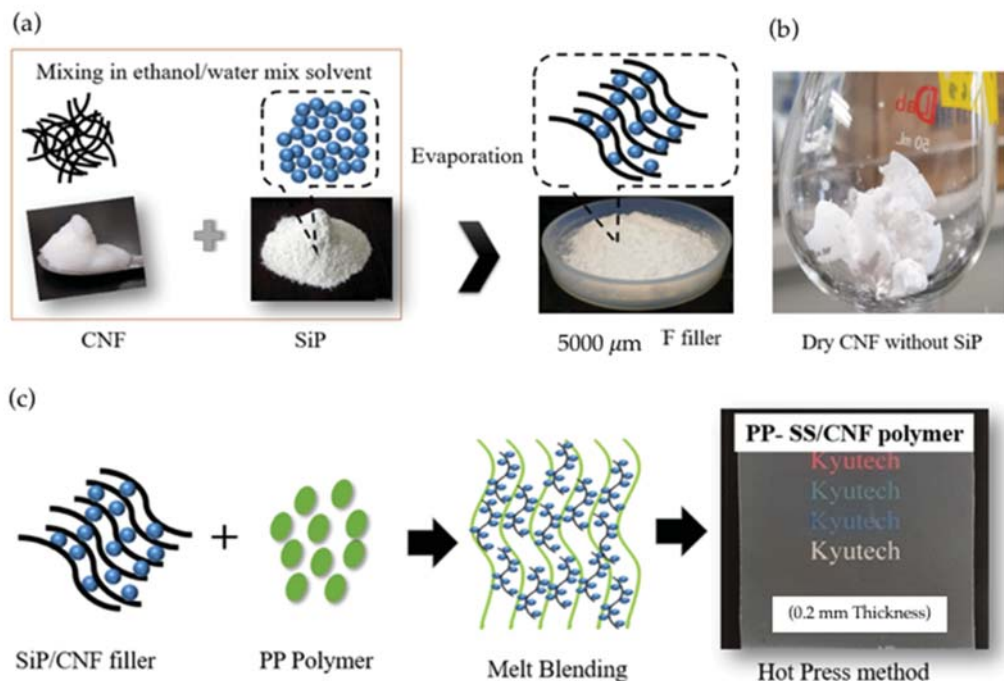 (a)
Mixing in ethanol/water mix solvent
Evaporation
CNF
SiP
5000 μm
F filler
(b)
50 mL
Dry CNF without SiP
(c)
SiP/CNF filler
PP Polymer
Melt Blending
PP- SS/CNF polymer
Kyutech
Kyutech
Kyutech
Kyutech
(0.2 mm Thickness)
Hot Press method